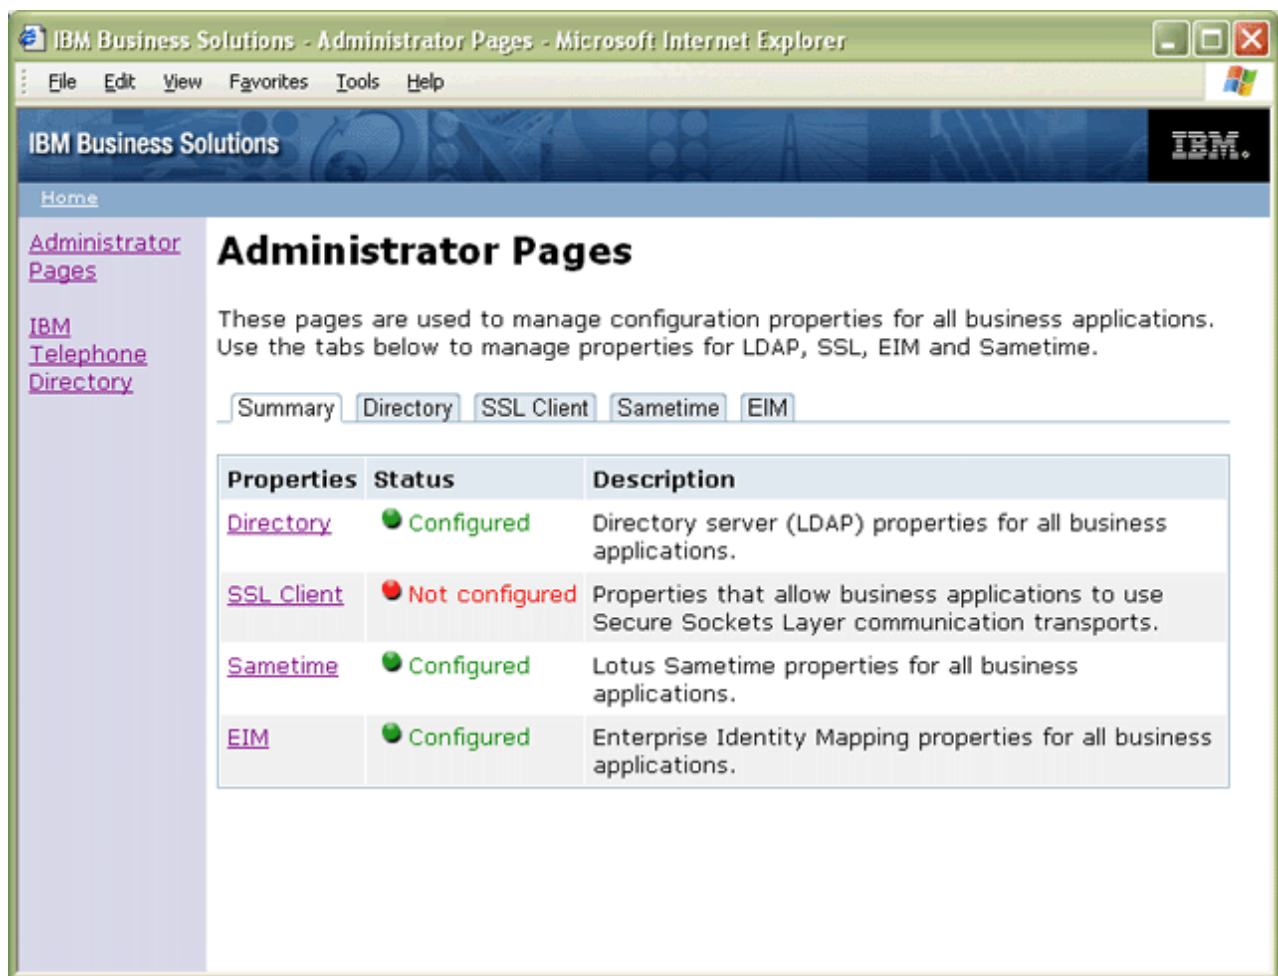 IBM Business Solutions - Administrator Pages - Microsoft Internet Explorer
File Edit View Favorites Tools Help
IBM Business Solutions
IBM.
Home
Administrator
Pages
IBM
Telephone
Directory
Administrator Pages
These pages are used to manage configuration properties for all business applications.
Use the tabs below to manage properties for LDAP, SSL, EIM and Sametime.
Summary Directory SSL Client Sametime EIM
Properties Status Description
Directory Configured Directory server (LDAP) properties for all business
applications.
SSL Client Not configured Properties that allow business applications to use
Secure Sockets Layer communication transports.
Sametime Configured Lotus Sametime properties for all business
applications.
EIM Configured Enterprise Identity Mapping properties for all business
applications.